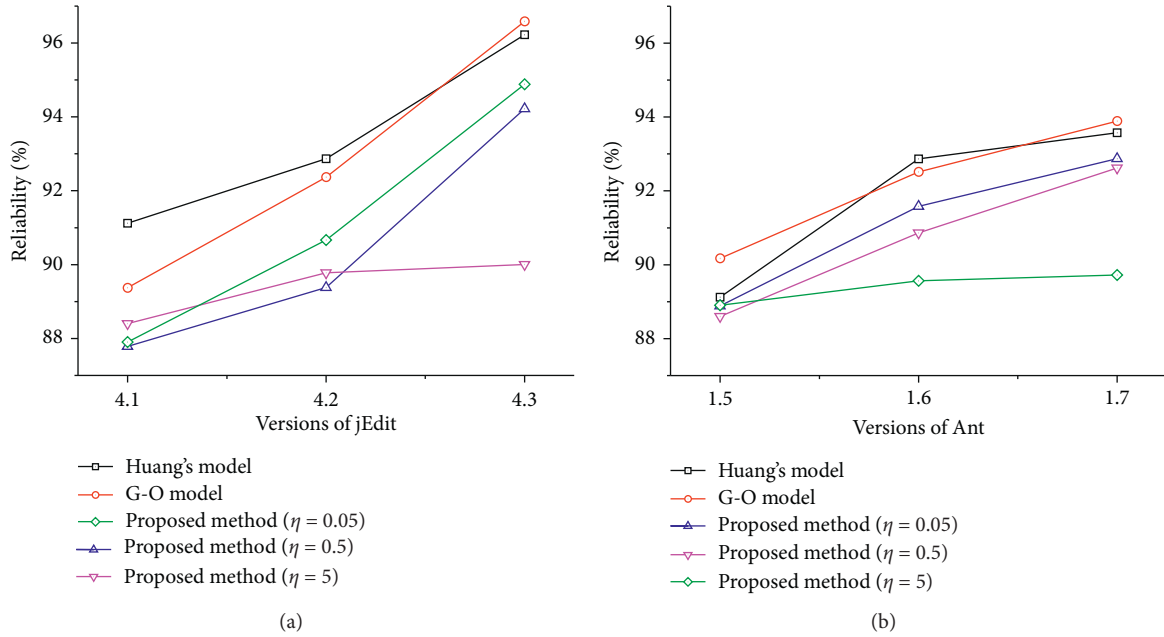 96
94
92
90
88
Reliability (%)
4.1 4.2 4.3
Versions of jEdit
Huang's model
G-O model
Proposed method (η = 0.05)
Proposed method (η = 0.5)
Proposed method (η = 5)
(a)
96
94
92
90
88
Reliability (%)
1.5 1.6 1.7
Versions of Ant
Huang's model
G-O model
Proposed method (η = 0.05)
Proposed method (η = 0.5)
Proposed method (η = 5)
(b)